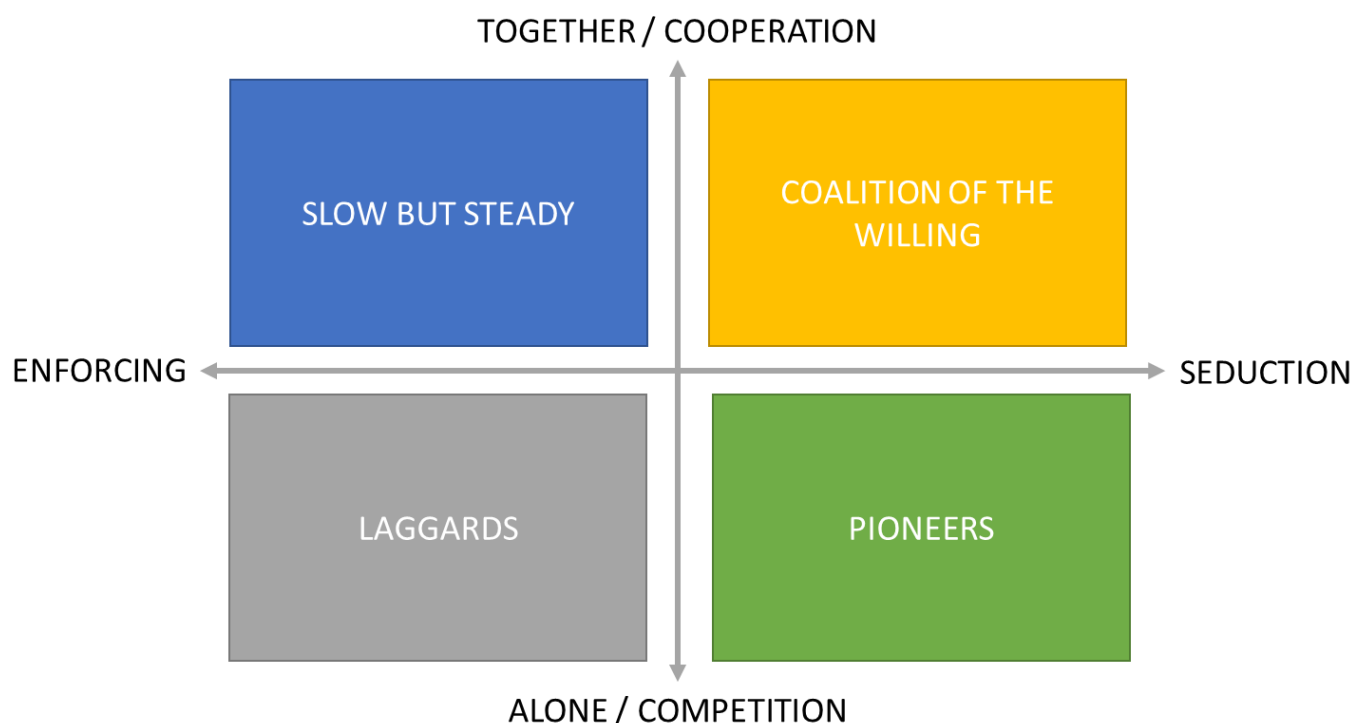 TOGETHER / COOPERATION
SLOW BUT STEADY
COALITION OF THE
WILLING
ENFORCING
SEDUCTION
LAGGARDS
PIONEERS
ALONE / COMPETITION